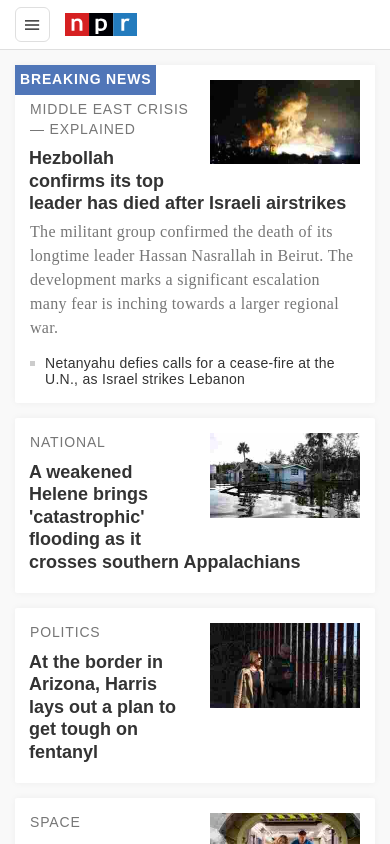 npr
BREAKING NEWS
MIDDLE EAST CRISIS
— EXPLAINED
Hezbollah
confirms its top
leader has died after Israeli airstrikes
The militant group confirmed the death of its
longtime leader Hassan Nasrallah in Beirut. The
development marks a significant escalation
many fear is inching towards a larger regional
war.
Netanyahu defies calls for a cease-fire at the
U.N., as Israel strikes Lebanon
NATIONAL
A weakened
Helene brings
'catastrophic'
flooding as it
crosses southern Appalachians
POLITICS
At the border in
Arizona, Harris
lays out a plan to
get tough on
fentanyl
SPACE